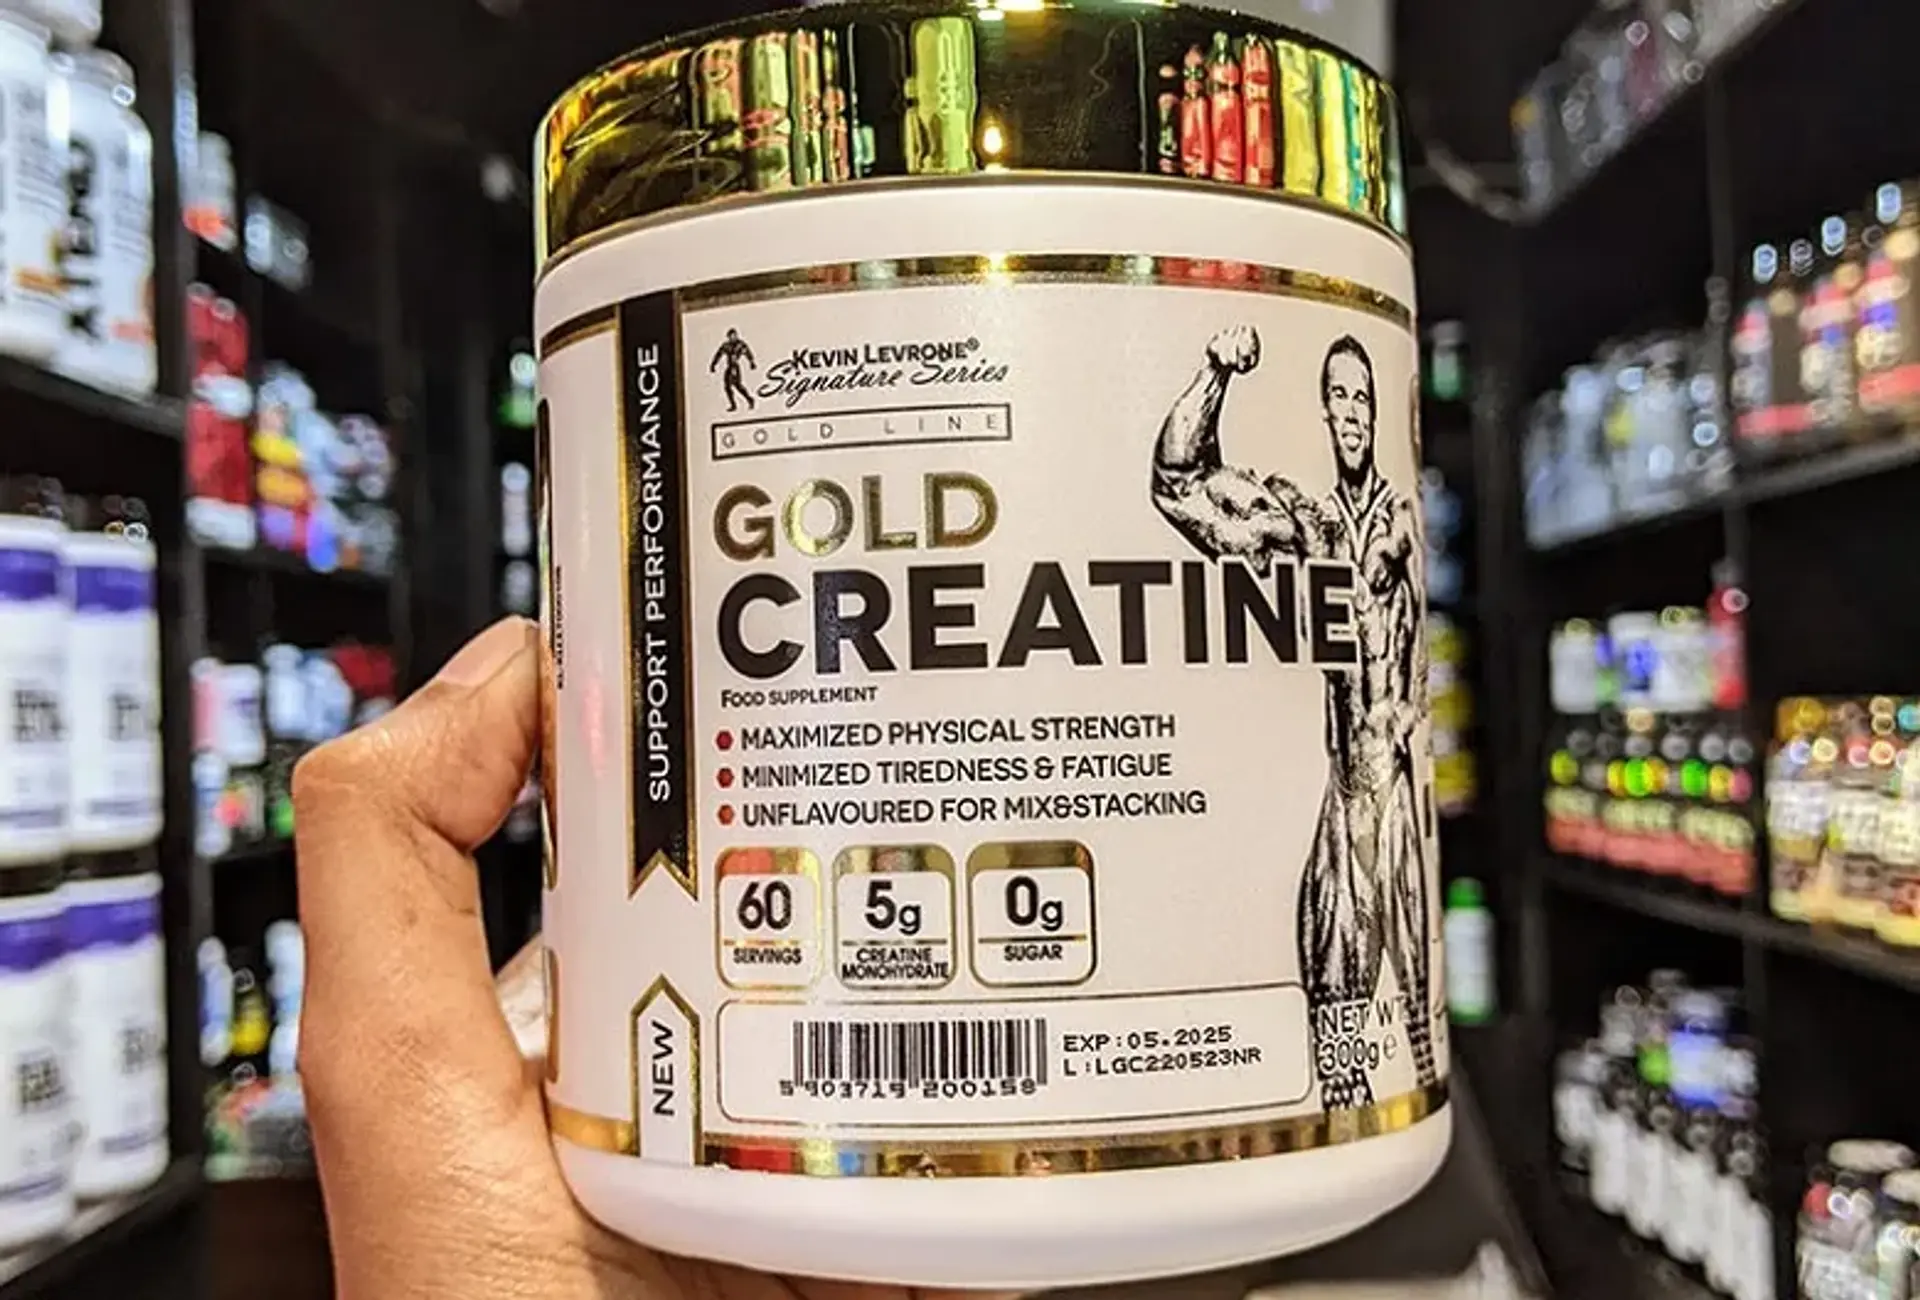 XTEND
KEVIN LEVRONE®
Signature Series
GOLD LINE
GOLD
CREATINE
FOOD SUPPLEMENT
MAXIMIZED PHYSICAL STRENGTH
MINIMIZED TIREDNESS & FATIGUE
UNFLAVOURED FOR MIX&STACKING
60
SERVINGS
5g
CREATINE
MONOHYDRATE
0g
SUGAR
SUPPORT PERFORMANCE
NEW
5 903719 200158
EXP:05.2025
L:LGC220523NR
NET WT
300g e